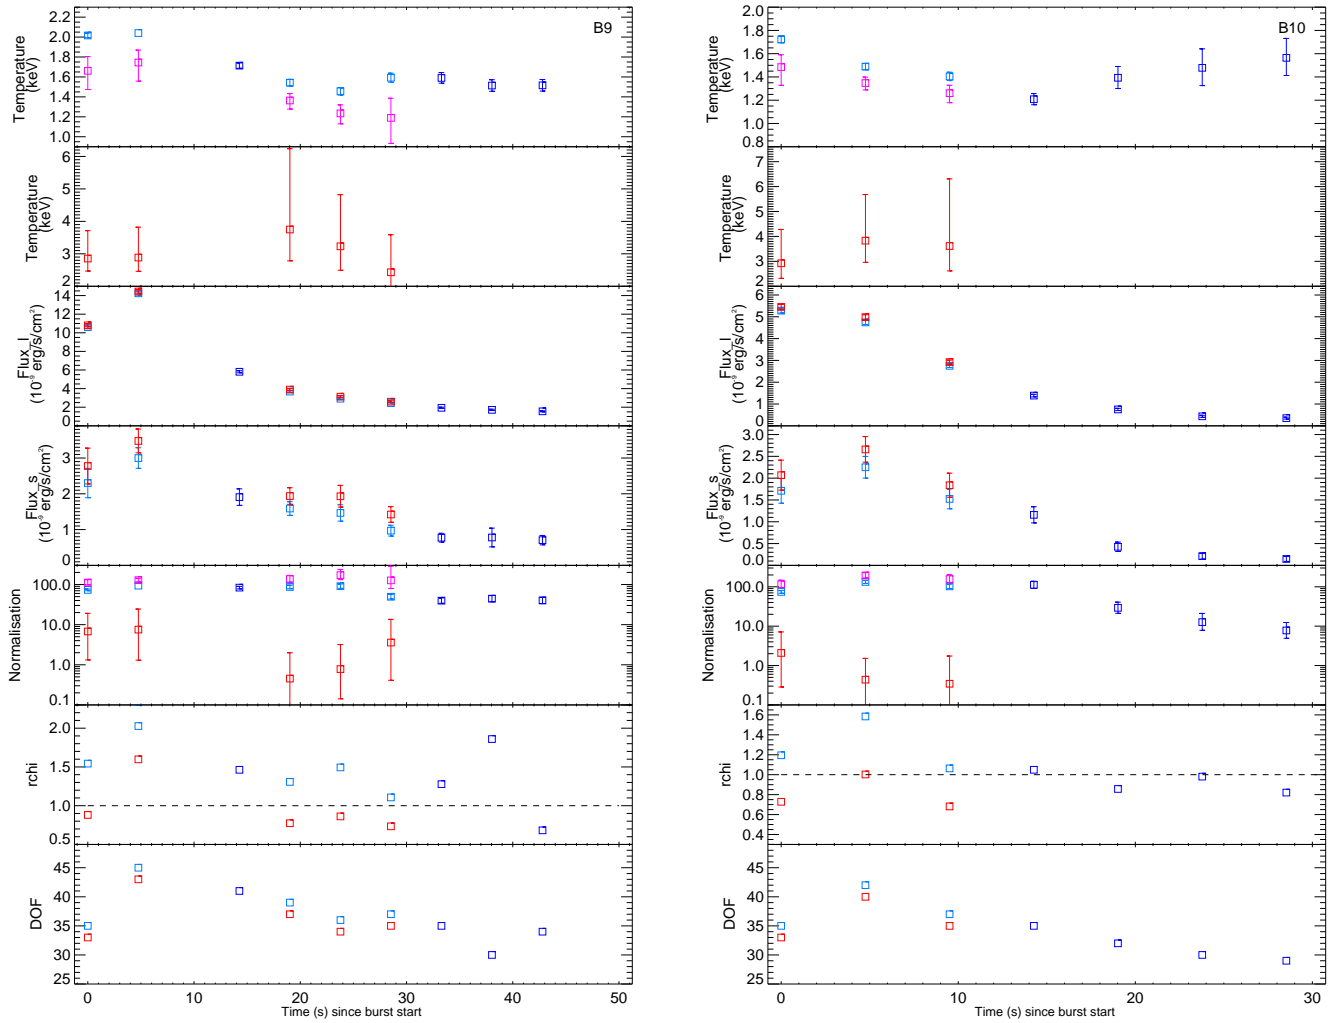 B9
Temperature
(keV)
2.2
2.0
1.8
1.6
1.4
1.2
1.0
Temperature
(keV)
6
5
4
3
2
Flux_l
(10⁻⁹ erg/s/cm²)
14
12
10
8
6
4
2
Flux_s
(10⁻⁹ erg/s/cm²)
3
2
1
0
Normalisation
100.0
10.0
1.0
0.1
rchi
2.0
1.5
1.0
0.5
DOF
45
40
35
30
25
0 10 20 30 40 50
Time (s) since burst start
B10
Temperature
(keV)
2.0
1.8
1.6
1.4
1.2
1.0
0.8
Temperature
(keV)
7
6
5
4
3
2
Flux_l
(10⁻⁹ erg/s/cm²)
6
5
4
3
2
1
0
Flux_s
(10⁻⁹ erg/s/cm²)
3.0
2.5
2.0
1.5
1.0
0.5
0.0
Normalisation
100.0
10.0
1.0
0.1
rchi
1.6
1.4
1.2
1.0
0.8
0.6
0.4
DOF
45
40
35
30
25
0 10 20 30
Time (s) since burst start